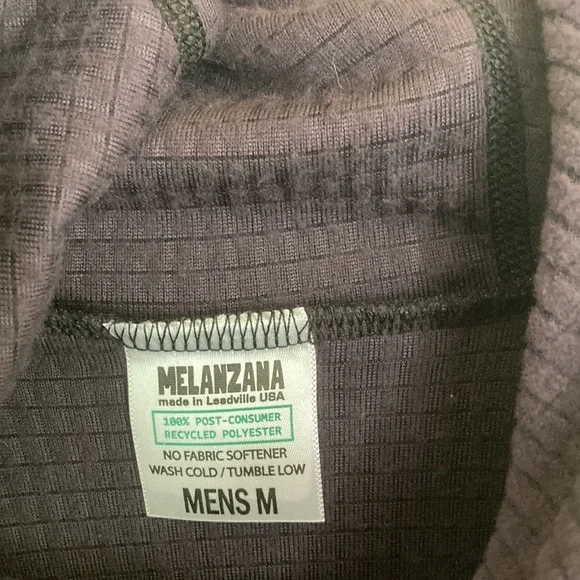 MELANZANA
made in Leadville USA
100% POST-CONSUMER
RECYCLED POLYESTER
NO FABRIC SOFTENER
WASH COLD / TUMBLE LOW
MENS M